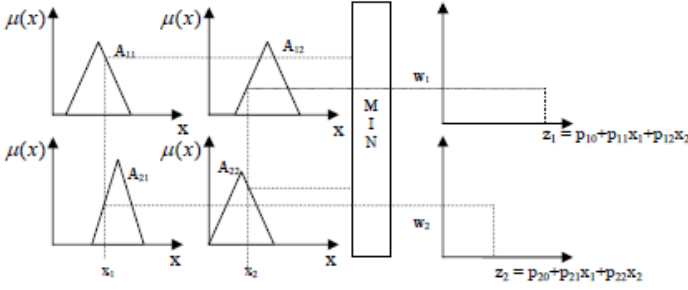 μ(x)
A₁₁
x
μ(x)
A₁₂
x
M
I
N
w₁
z₁ = p₁₀+p₁₁x₁+p₁₂x₂
μ(x)
A₂₁
x
x₁
μ(x)
A₂₂
x
x₂
w₂
z₂ = p₂₀+p₂₁x₁+p₂₂x₂